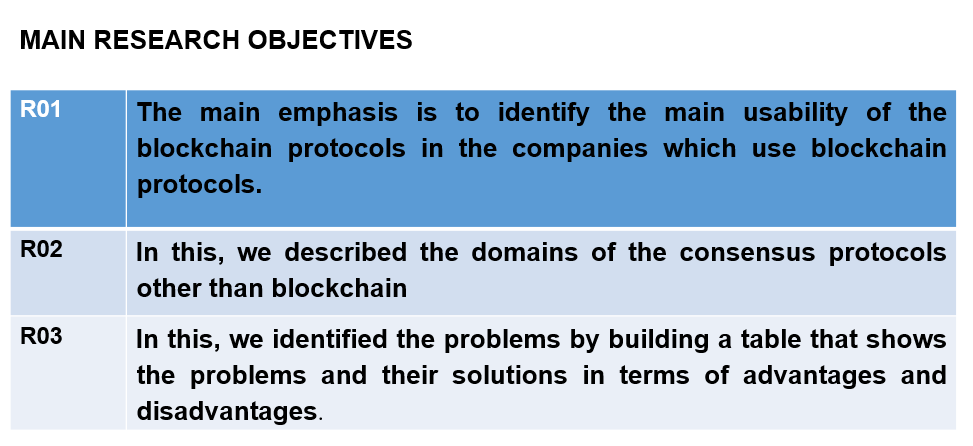 MAIN RESEARCH OBJECTIVES
R01
The main emphasis is to identify the main usability of the
blockchain protocols in the companies which use blockchain
protocols.
R02
In this, we described the domains of the consensus protocols
other than blockchain
R03
In this, we identified the problems by building a table that shows
the problems and their solutions in terms of advantages and
disadvantages.